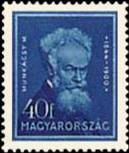 MUNKÁCSY M.
*1844-1900*
40f
MAGYARORSZÁG